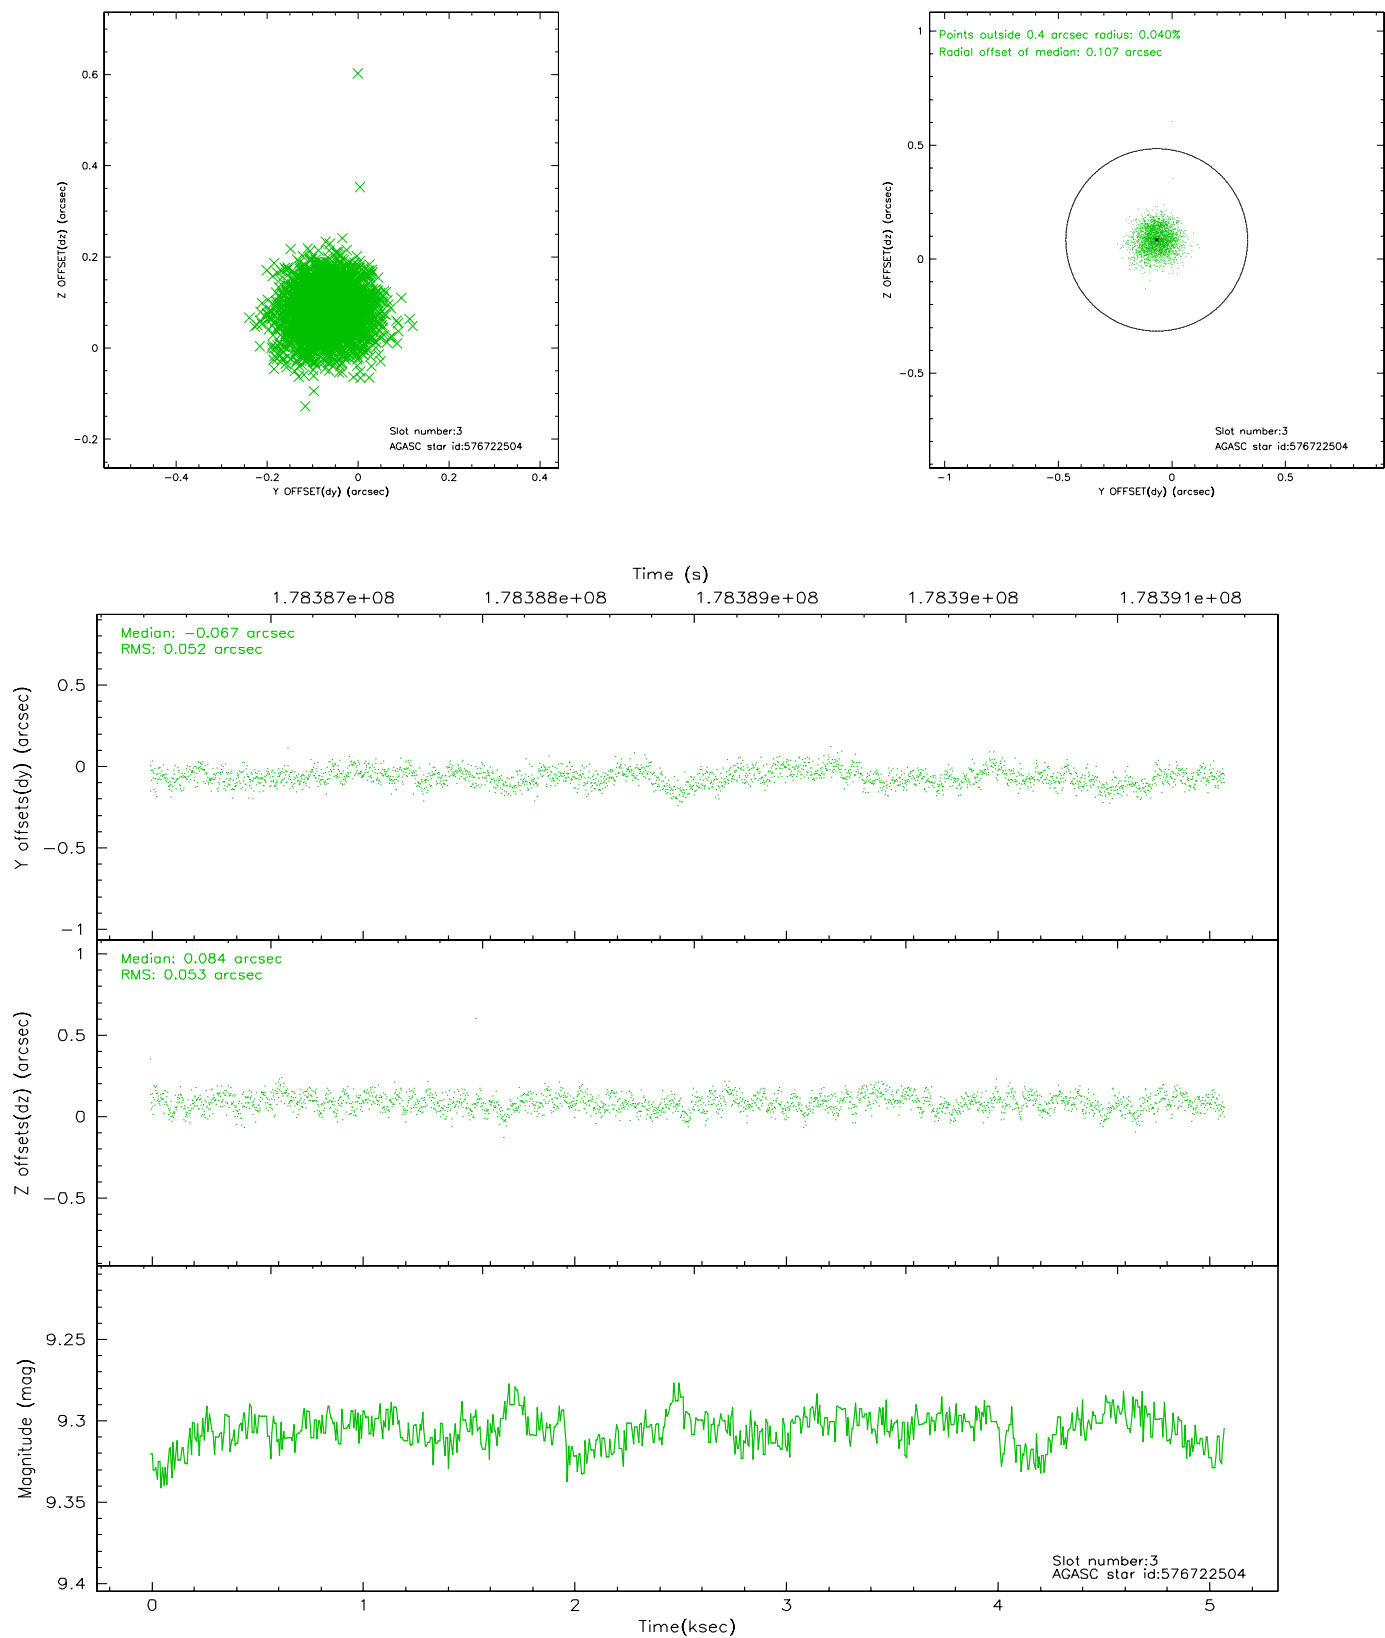 0.6
0.4
0.2
0
−0.2
Z OFFSET(dz) (arcsec)
Slot number:3
AGASC star id:576722504
−0.4
−0.2
0
0.2
0.4
Y OFFSET(dy) (arcsec)
Points outside 0.4 arcsec radius: 0.040%
Radial offset of median: 0.107 arcsec
1
0.5
0
−0.5
Z OFFSET(dz) (arcsec)
Slot number:3
AGASC star id:576722504
−1
−0.5
0
0.5
Y OFFSET(dy) (arcsec)
Time (s)
1.78387e+08
1.78388e+08
1.78389e+08
1.7839e+08
1.78391e+08
Median: −0.067 arcsec
RMS: 0.052 arcsec
0.5
0
−0.5
−1
Y offsets(dy) (arcsec)
Median: 0.084 arcsec
RMS: 0.053 arcsec
1
0.5
0
−0.5
Z offsets(dz) (arcsec)
9.25
9.3
9.35
9.4
Magnitude (mag)
Slot number:3
AGASC star id:576722504
0
1
2
3
4
5
Time(ksec)